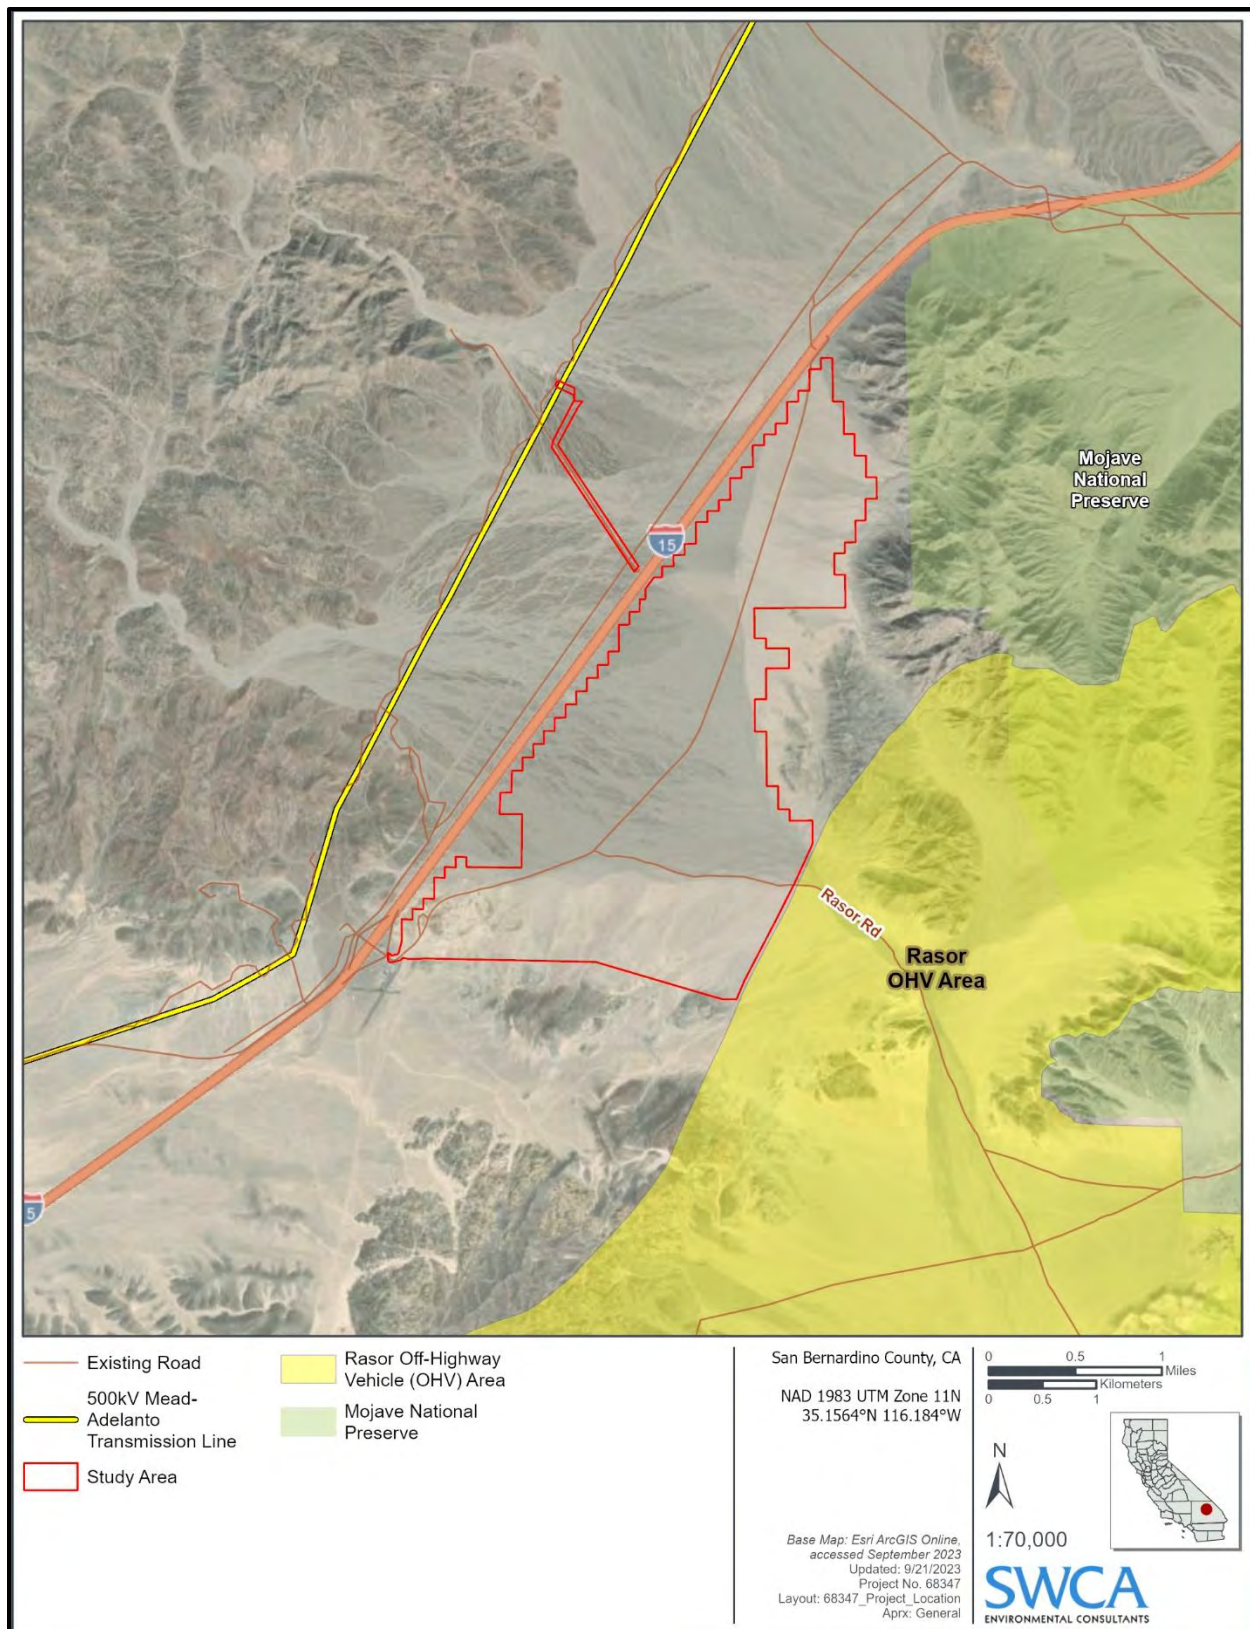 15
Mojave
National
Preserve
Rasor Rd
Rasor
OHV Area
5
Existing Road
500kV Mead-
Adelanto
Transmission Line
Study Area
Rasor Off-Highway
Vehicle (OHV) Area
Mojave National
Preserve
San Bernardino County, CA
NAD 1983 UTM Zone 11N
35.1564°N 116.184°W
Base Map: Esri ArcGIS Online,
accessed September 2023
Updated: 9/21/2023
Project No. 68347
Layout: 68347_Project_Location
Aprx: General
0 0.5 1
Miles
Kilometers
0 0.5 1
N
1:70,000
SWCA
ENVIRONMENTAL CONSULTANTS